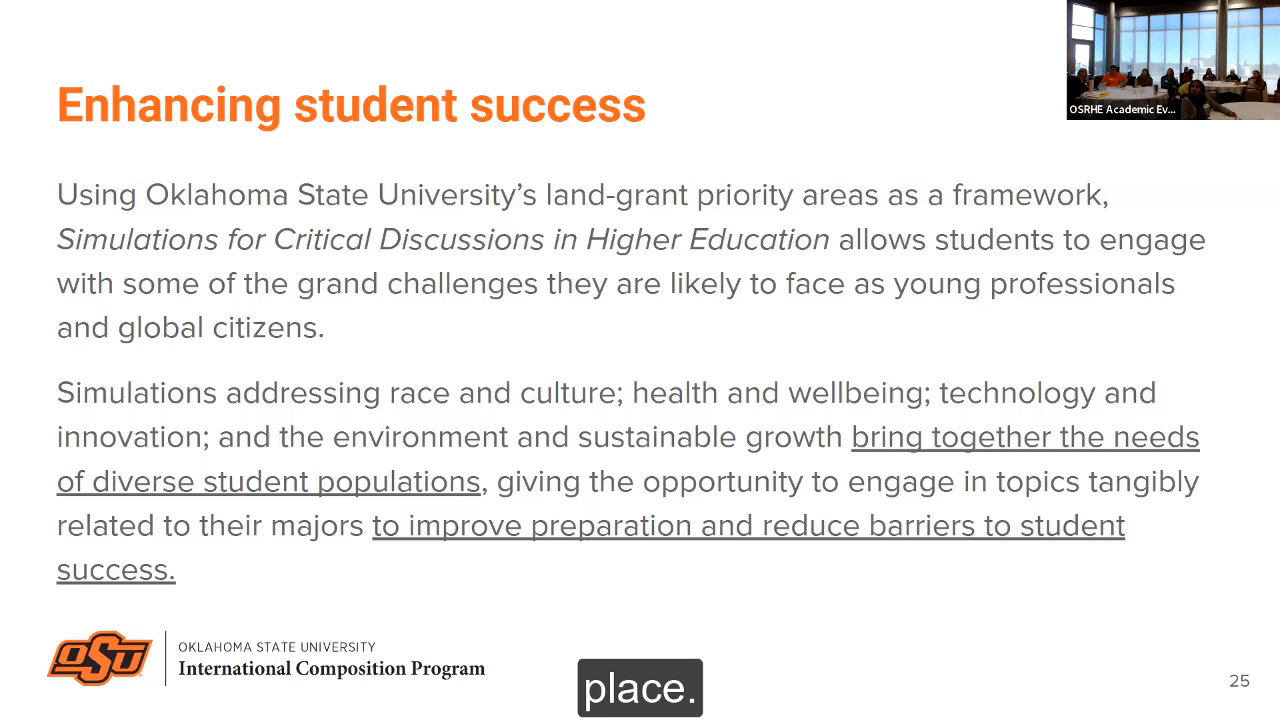 OSRHE Academic Ev...
Enhancing student success
Using Oklahoma State University’s land-grant priority areas as a framework,
Simulations for Critical Discussions in Higher Education allows students to engage
with some of the grand challenges they are likely to face as young professionals
and global citizens.
Simulations addressing race and culture; health and wellbeing; technology and
innovation; and the environment and sustainable growth bring together the needs
of diverse student populations, giving the opportunity to engage in topics tangibly
related to their majors to improve preparation and reduce barriers to student
success.
OSU
OKLAHOMA STATE UNIVERSITY
International Composition Program
place.
25